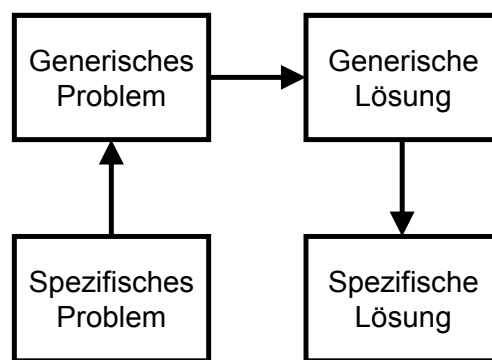 Generisches
Problem
Generische
Lösung
Spezifisches
Problem
Spezifische
Lösung